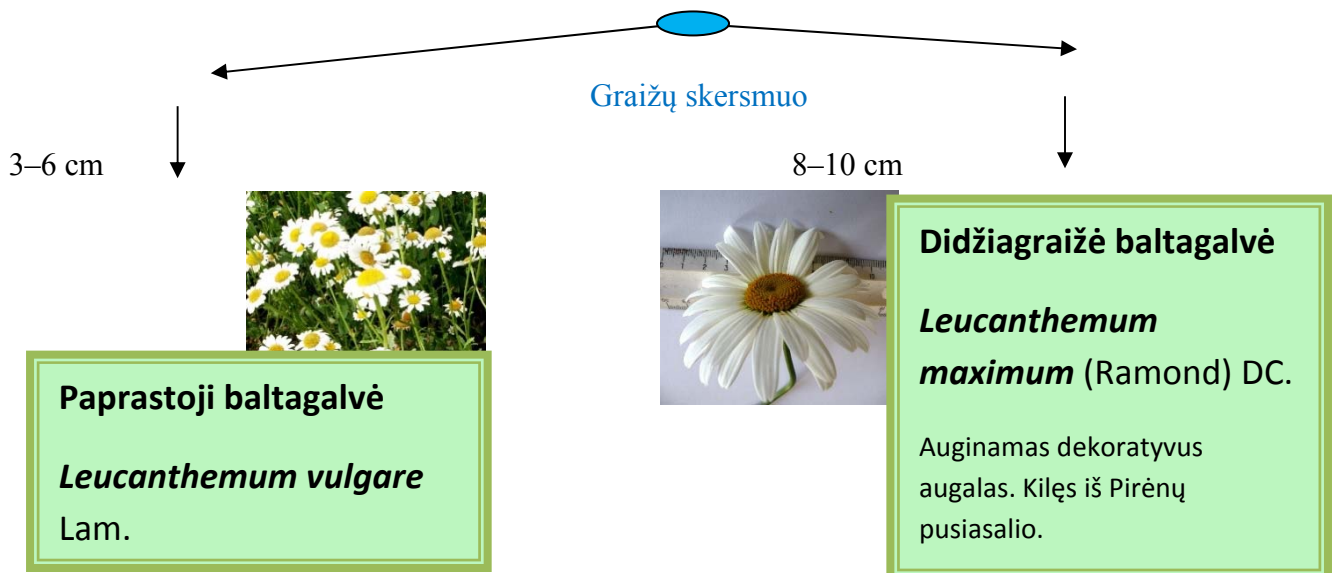 Graižų skersmuo
3–6 cm
8–10 cm
Paprastoji baltagalvė
Leucanthemum vulgare
Lam.
Didžiagraižė baltagalvė
Leucanthemum
maximum (Ramond) DC.
Auginamas dekoratyvus
augalas. Kilęs iš Pirėnų
pusiasalio.